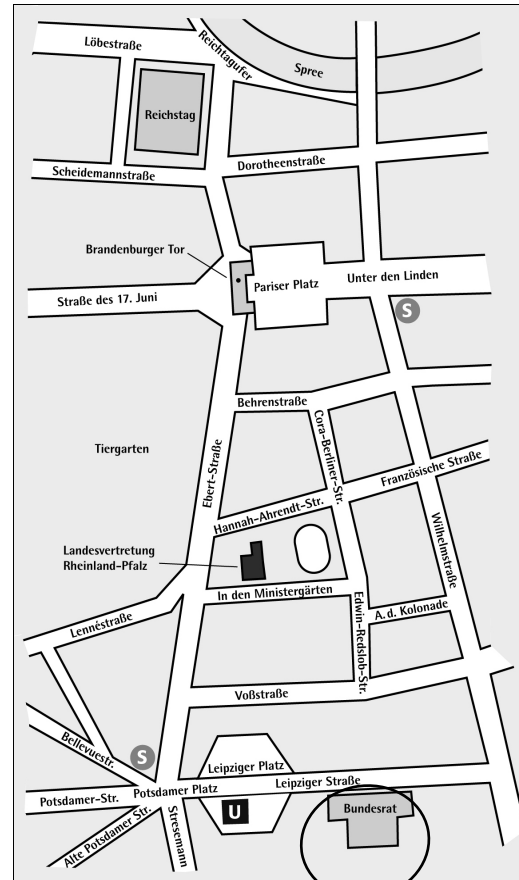 Löbestraße
Reichtagufer
Spree
Reichstag
Scheidemannstraße
Dorotheenstraße
Brandenburger Tor
Pariser Platz
Unter den Linden
Straße des 17. Juni
S
Behrenstraße
Cora-Berliner-Str.
Tiergarten
Ebert-Straße
Französische Straße
Hannah-Ahrendt-Str.
Wilhelmstraße
Landesvertretung
Rheinland-Pfalz
In den Ministergärten
Edwin-Redslob-Str.
A. d. Kolonade
Lennéstraße
Voßstraße
Bellevuestr.
S
Leipziger Platz
Leipziger Straße
Potsdamer Platz
Potsdamer-Str.
U
Bundesrat
Alte Potsdamer Str.
Stresemann